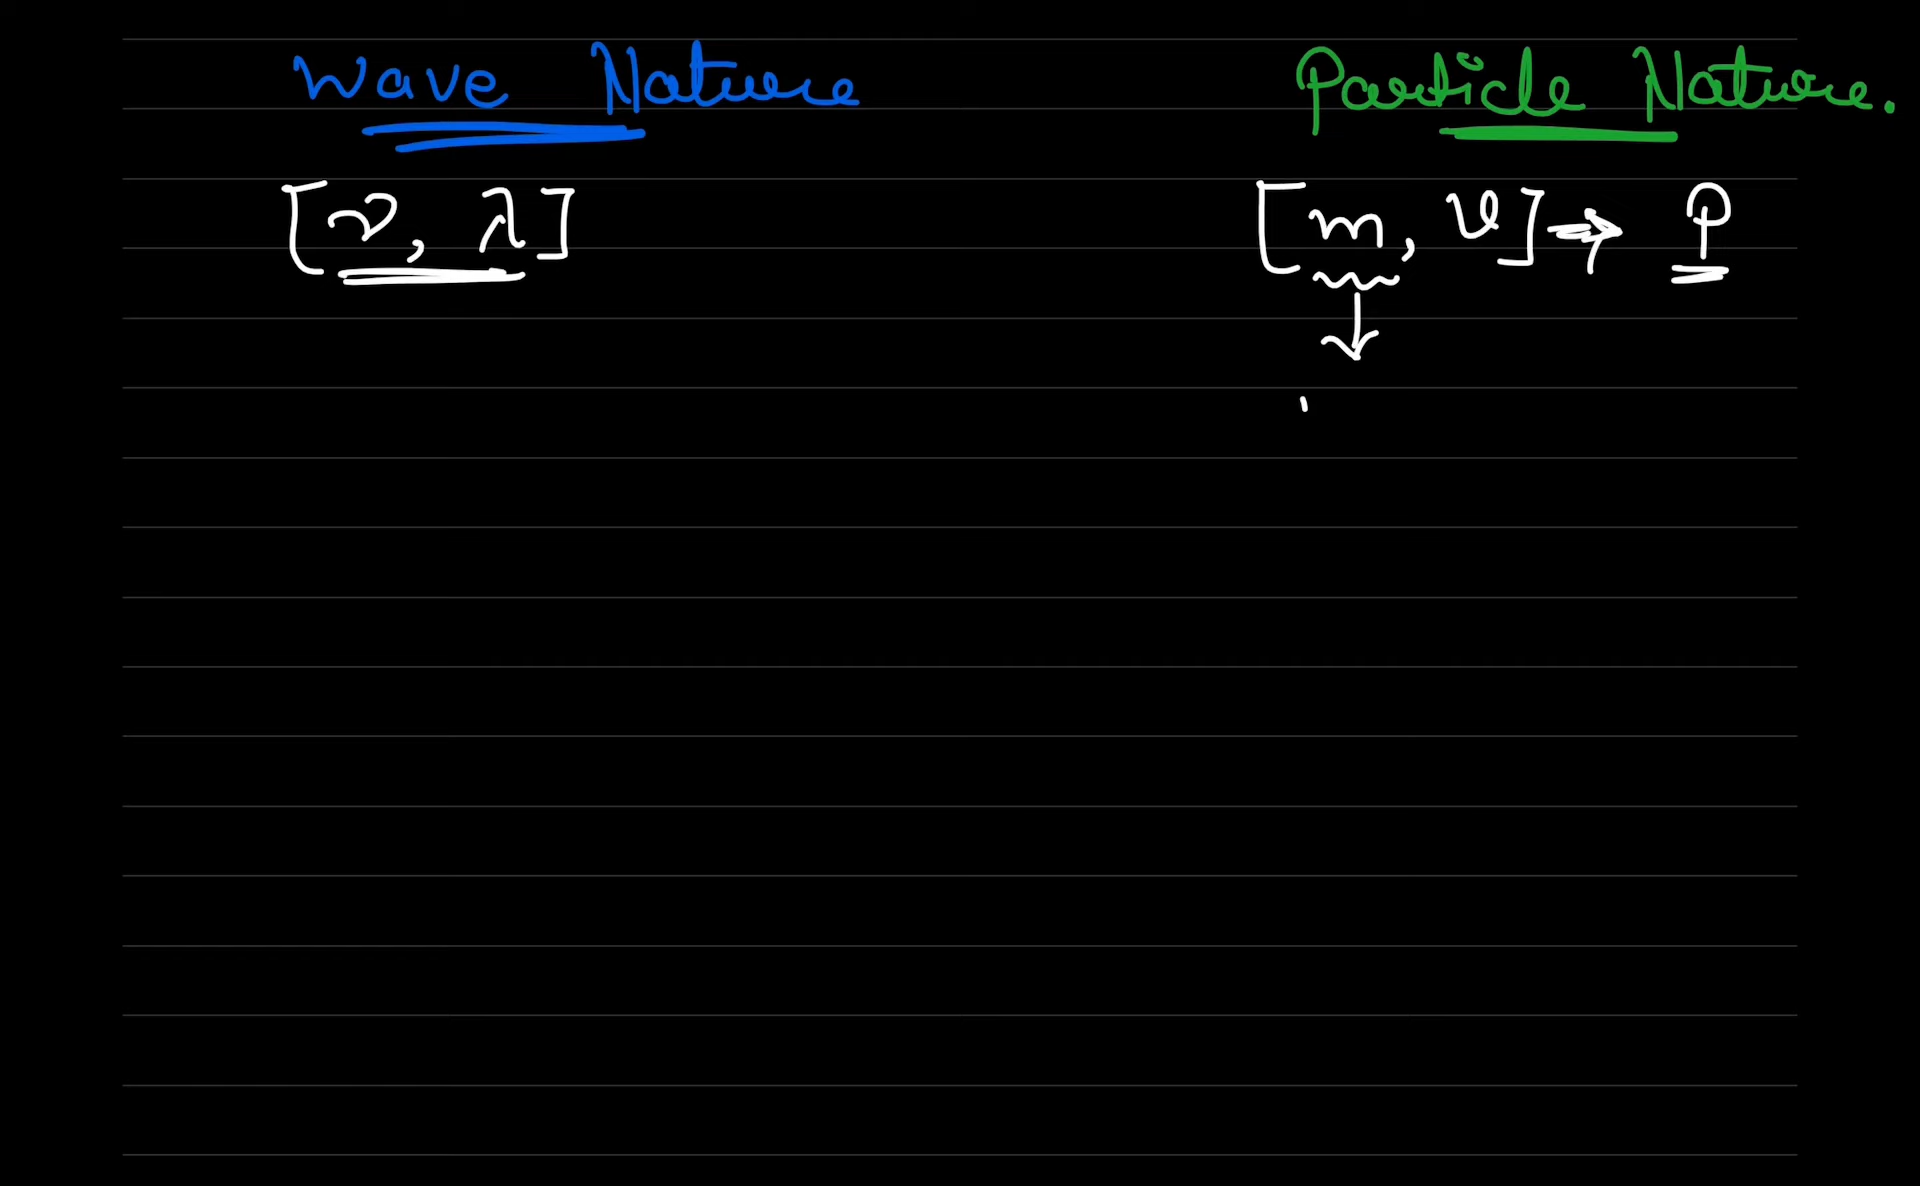 Wave Nature
Particle Nature.
[ν, λ]
[m, v] → P